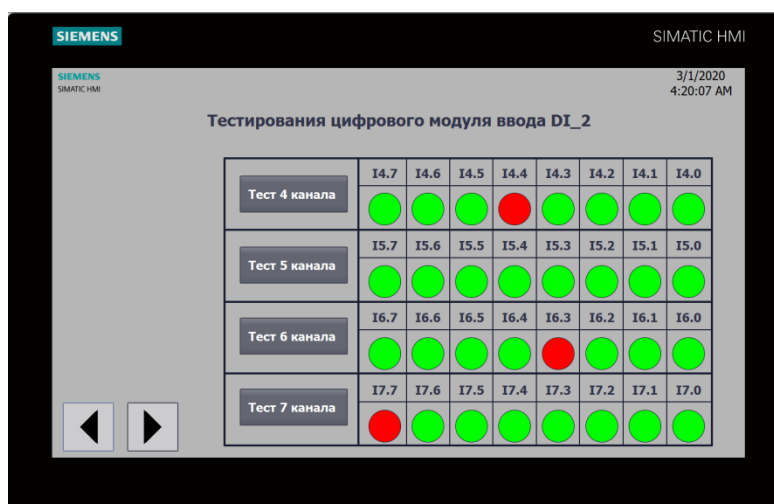 SIEMENS
SIMATIC HMI
SIEMENS
SIMATIC HMI
3/1/2020
4:20:07 AM
Тестирования цифрового модуля ввода DI_2
Тест 4 канала
I4.7 I4.6 I4.5 I4.4 I4.3 I4.2 I4.1 I4.0
Тест 5 канала
I5.7 I5.6 I5.5 I5.4 I5.3 I5.2 I5.1 I5.0
Тест 6 канала
I6.7 I6.6 I6.5 I6.4 I6.3 I6.2 I6.1 I6.0
Тест 7 канала
I7.7 I7.6 I7.5 I7.4 I7.3 I7.2 I7.1 I7.0